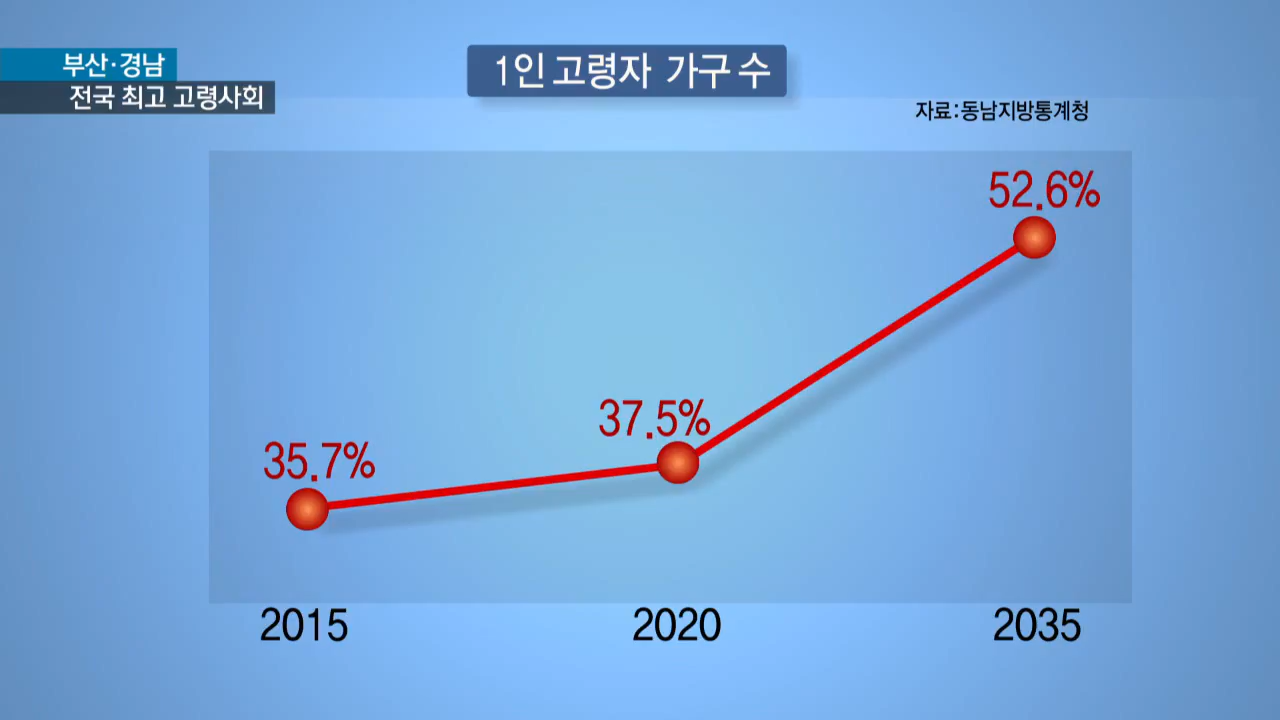 부산·경남
전국 최고 고령사회
1인 고령자 가구 수
자료:동남지방통계청
52.6%
37.5%
35.7%
2015 2020 2035